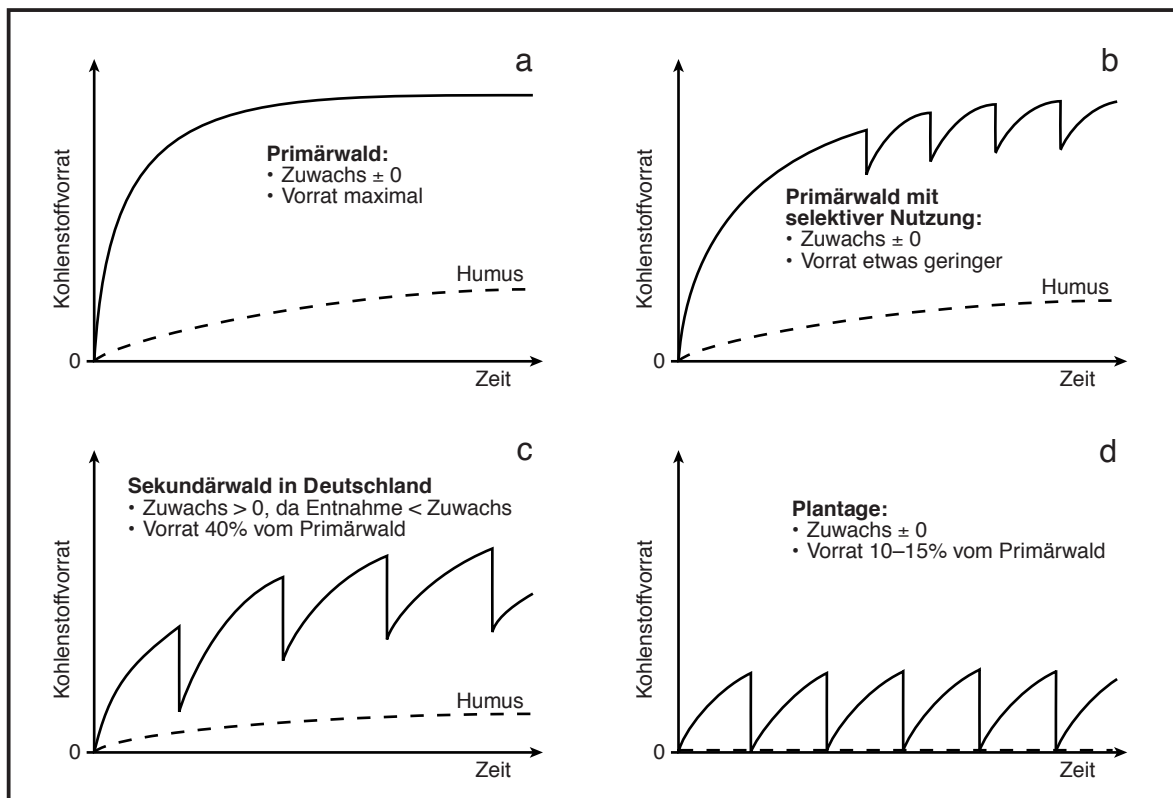 a
Kohlenstoffvorrat
Primärwald:
• Zuwachs ± 0
• Vorrat maximal
Humus
0
Zeit
b
Kohlenstoffvorrat
Primärwald mit
selektiver Nutzung:
• Zuwachs ± 0
• Vorrat etwas geringer
Humus
0
Zeit
c
Kohlenstoffvorrat
Sekundärwald in Deutschland
• Zuwachs > 0, da Entnahme < Zuwachs
• Vorrat 40% vom Primärwald
Humus
0
Zeit
d
Kohlenstoffvorrat
Plantage:
• Zuwachs ± 0
• Vorrat 10–15% vom Primärwald
0
Zeit